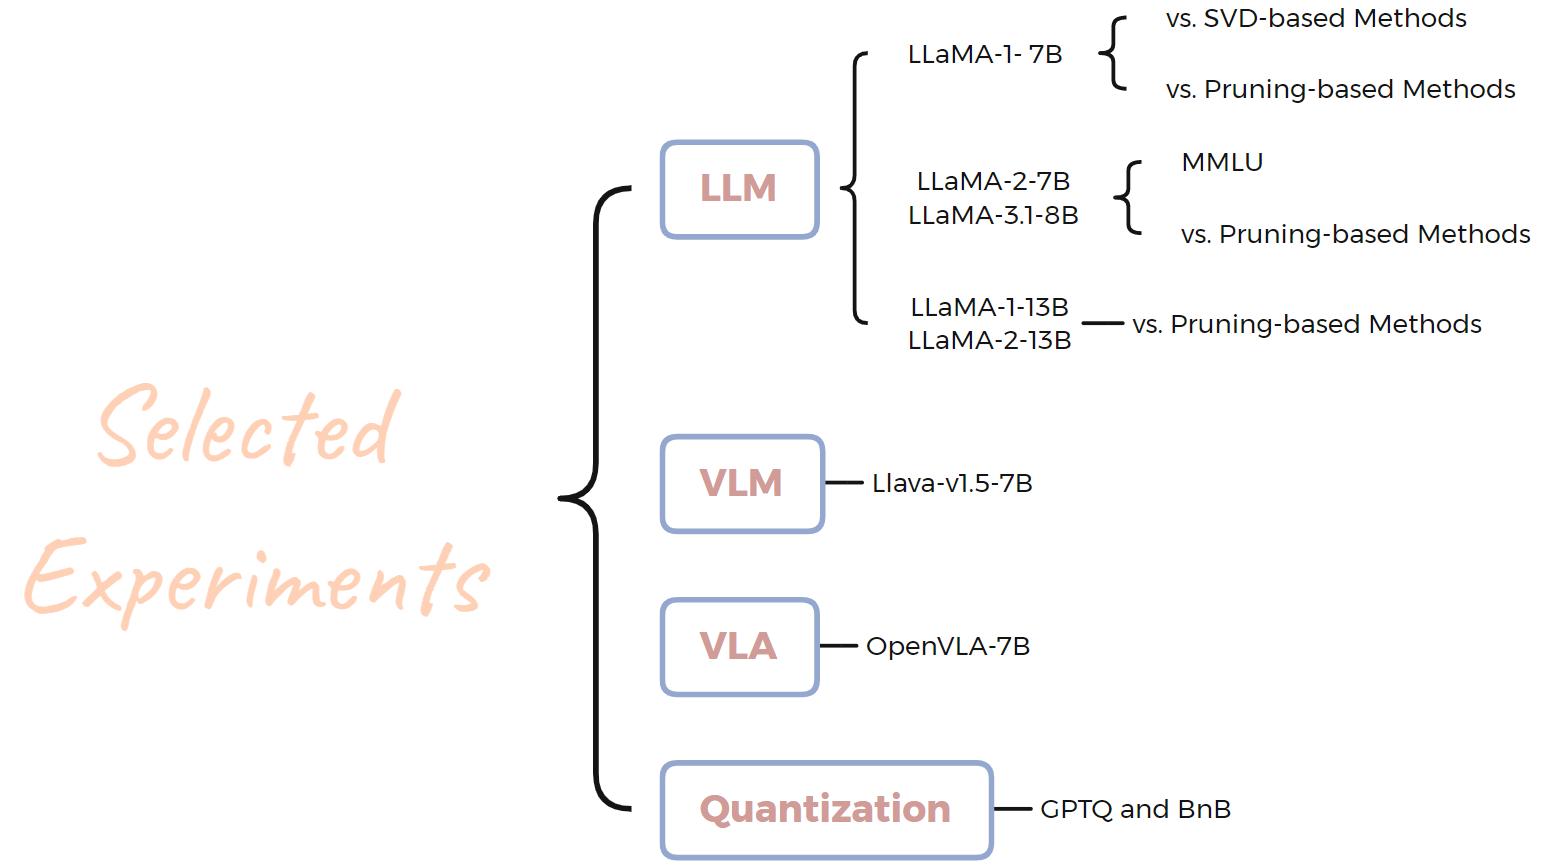 Selected
Experiments
LLM
LLaMA-1- 7B
vs. SVD-based Methods
vs. Pruning-based Methods
LLaMA-2-7B
LLaMA-3.1-8B
MMLU
vs. Pruning-based Methods
LLaMA-1-13B
LLaMA-2-13B
vs. Pruning-based Methods
VLM
Llava-v1.5-7B
VLA
OpenVLA-7B
Quantization
GPTQ and BnB